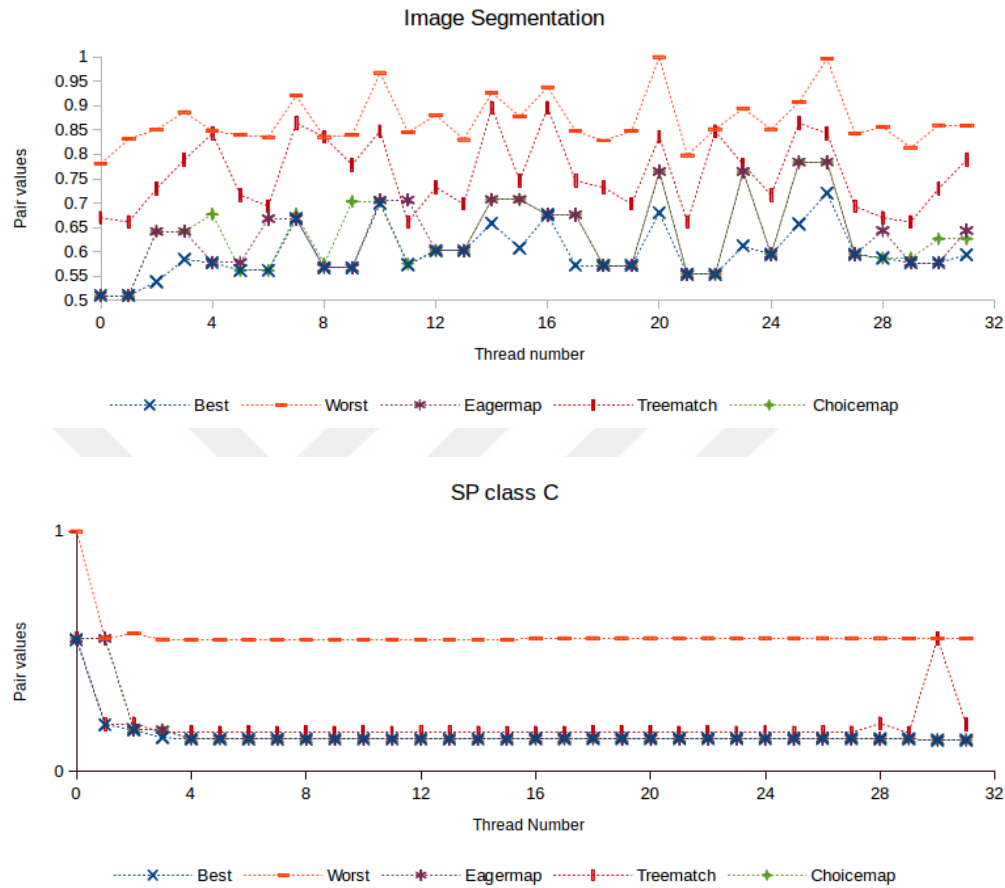 Image Segmentation
1
0.95
0.9
0.85
0.8
0.75
0.7
0.65
0.6
0.55
0.5
Pair values
0 4 8 12 16 20 24 28 32
Thread number
Best Worst Eagermap Treematch Choicemap
SP class C
1
0
Pair values
0 4 8 12 16 20 24 28 32
Thread Number
Best Worst Eagermap Treematch Choicemap